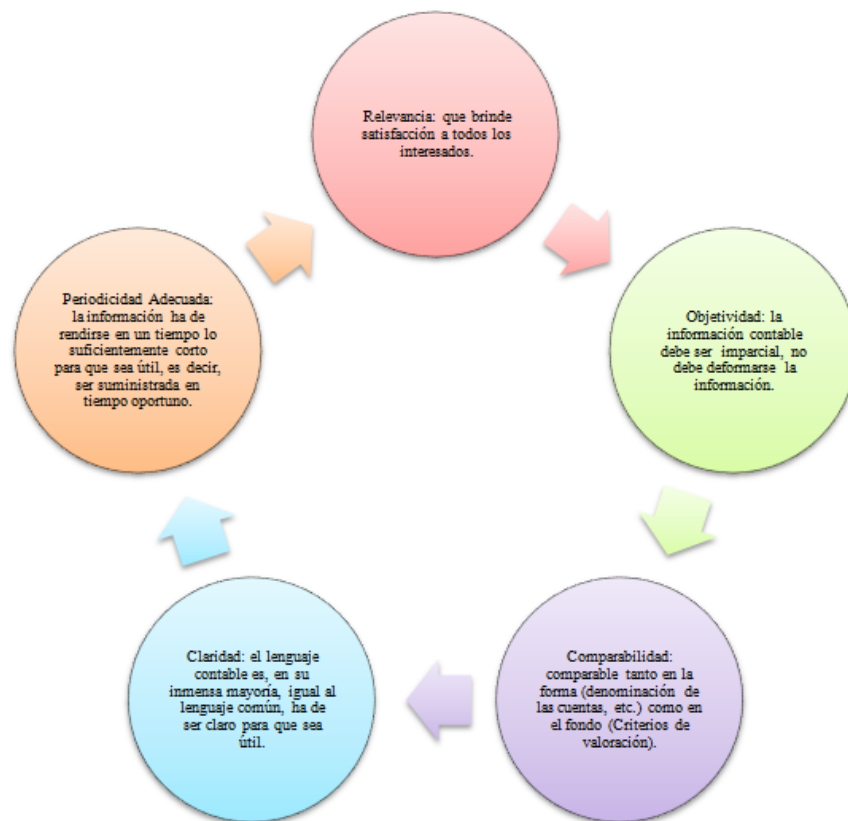 Relevancia: que brinde
satisfacción a todos los
interesados.
Objetividad: la
información contable
debe ser imparcial, no
debe deformarse la
información.
Comparabilidad:
comparable tanto en la
forma (denominación de
las cuentas, etc.) como en
el fondo (Criterios de
valoración).
Claridad: el lenguaje
contable es, en su
inmensa mayoría, igual al
lenguaje común, ha de
ser claro para que sea
útil.
Periodicidad Adecuada:
la información ha de
rendirse en un tiempo lo
suficientemente corto
para que sea útil, es decir,
ser suministrada en
tiempo oportuno.